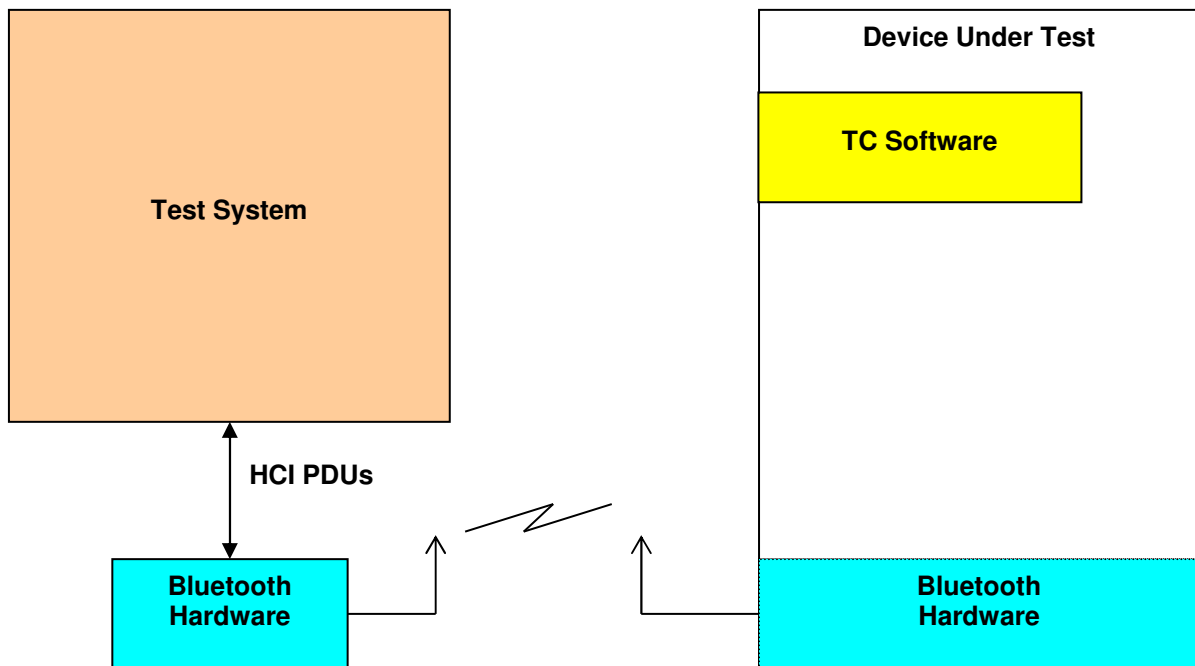 Device Under Test
TC Software
Test System
HCI PDUs
Bluetooth
Hardware
Bluetooth
Hardware